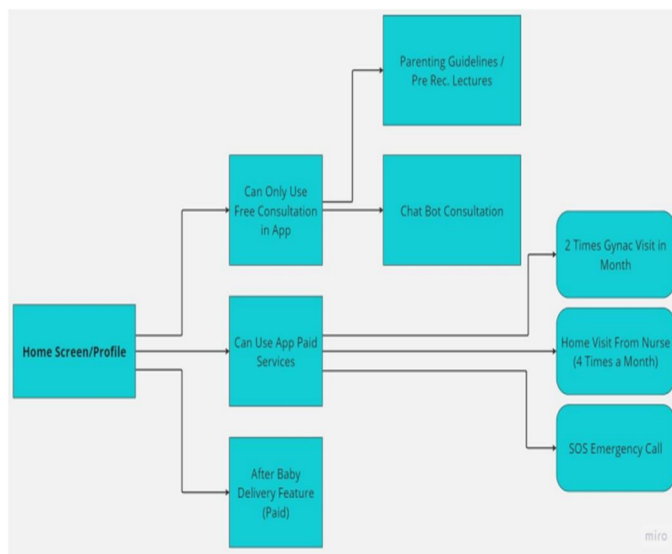 Parenting Guidelines /
Pre Rec. Lectures
Can Only Use
Free Consultation
in App
Chat Bot Consultation
2 Times Gynac Visit in
Month
Home Screen/Profile
Can Use App Paid
Services
Home Visit From Nurse
(4 Times a Month)
SOS Emergency Call
After Baby
Delivery Feature
(Paid)
miro